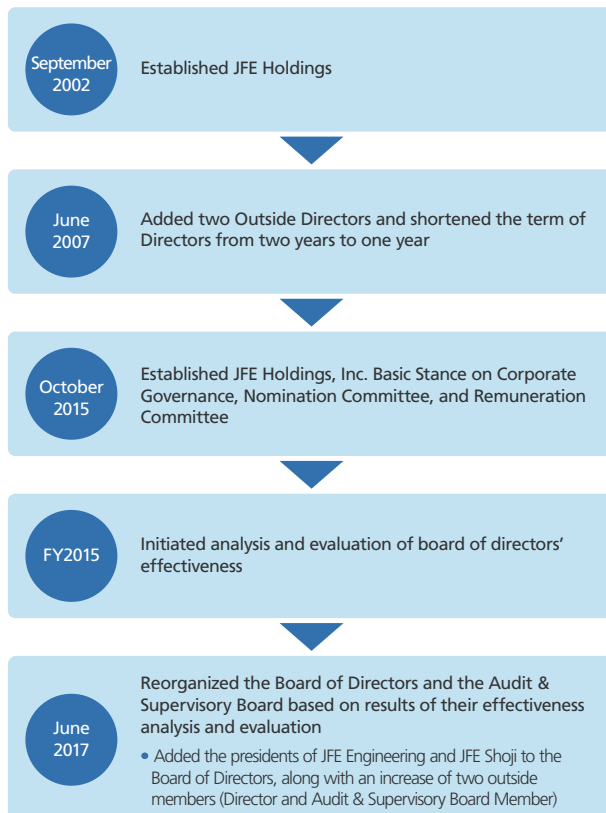 September
2002
Established JFE Holdings
June
2007
Added two Outside Directors and shortened the term of
Directors from two years to one year
October
2015
Established JFE Holdings, Inc. Basic Stance on Corporate
Governance, Nomination Committee, and Remuneration
Committee
FY2015
Initiated analysis and evaluation of board of directors’
effectiveness
June
2017
Reorganized the Board of Directors and the Audit &
Supervisory Board based on results of their effectiveness
analysis and evaluation
• Added the presidents of JFE Engineering and JFE Shoji to the
Board of Directors, along with an increase of two outside
members (Director and Audit & Supervisory Board Member)